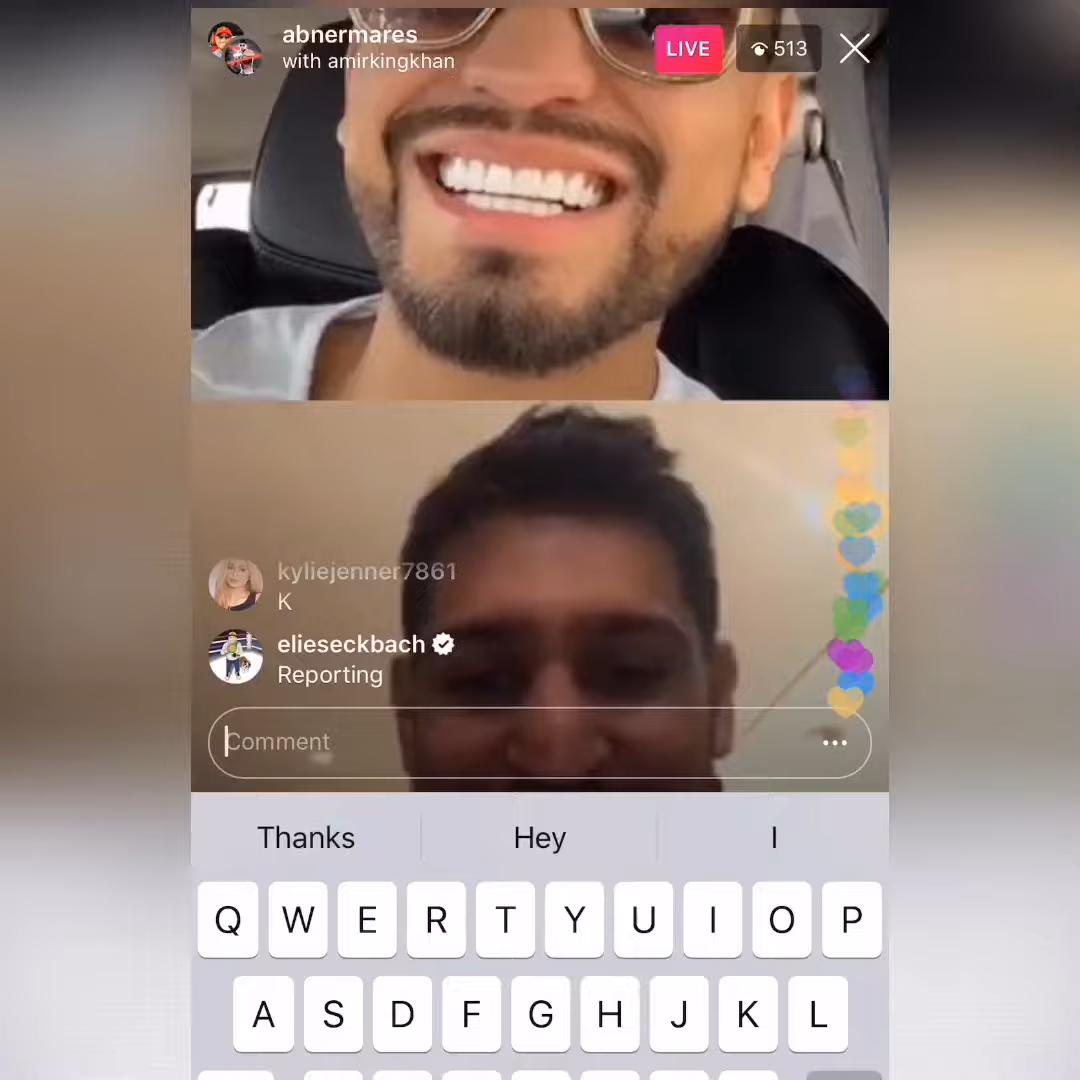 abnermares
with amirkingkhan
LIVE
513
kyliejenner7861
K
elieseckbach
Reporting
Comment
Thanks
Hey
I
Q W E R T Y U I O P
A S D F G H J K L